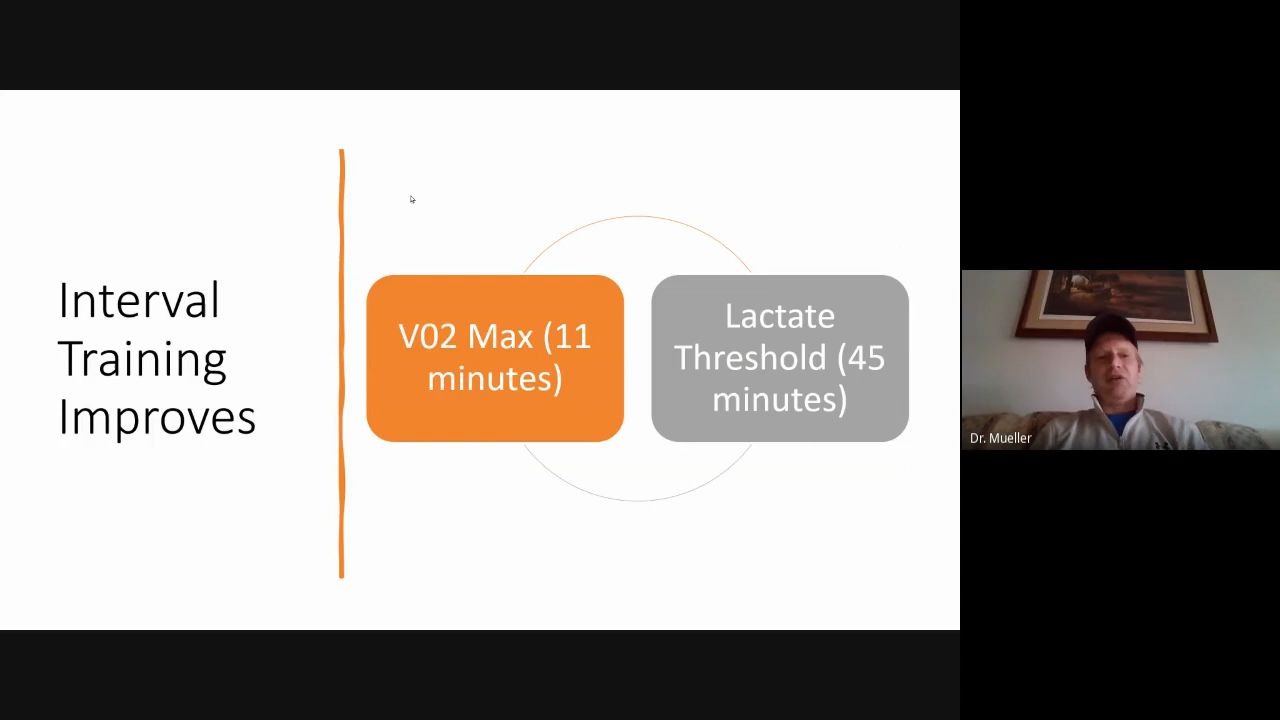 Interval
Training
Improves
V02 Max (11
minutes)
Lactate
Threshold (45
minutes)
Dr. Mueller